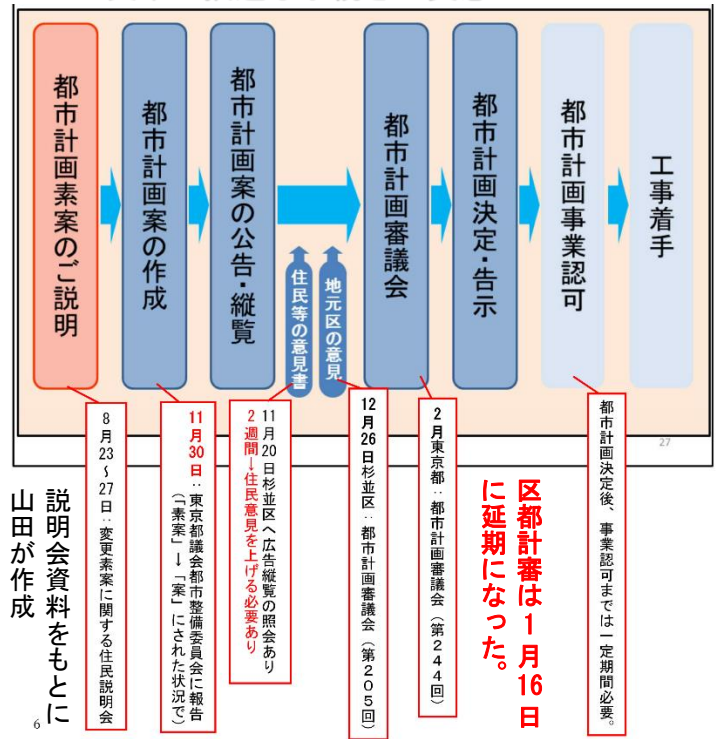 都市計画素案のご説明
都市計画案の作成
都市計画案の公告・縦覧
住民等の意見書
地元区の意見
都市計画審議会
都市計画決定・告示
都市計画事業認可
工事着手
27
8月23~27日:変更素案に関する住民説明会
11月30日:東京都議会都市整備委員会に報告
(「素案」→「案」にされた状況で)
11月20日杉並区へ広告縦覧の照会あり
2週間→住民意見を上げる必要あり
12月26日杉並区:都市計画審議会(第205回)
2月東京都:都市計画審議会(第244回)
都市計画決定後、事業認可までは一定期間必要。
区都計審は1月16日
に延期になった。
説明会資料をもとに
山田が作成
6